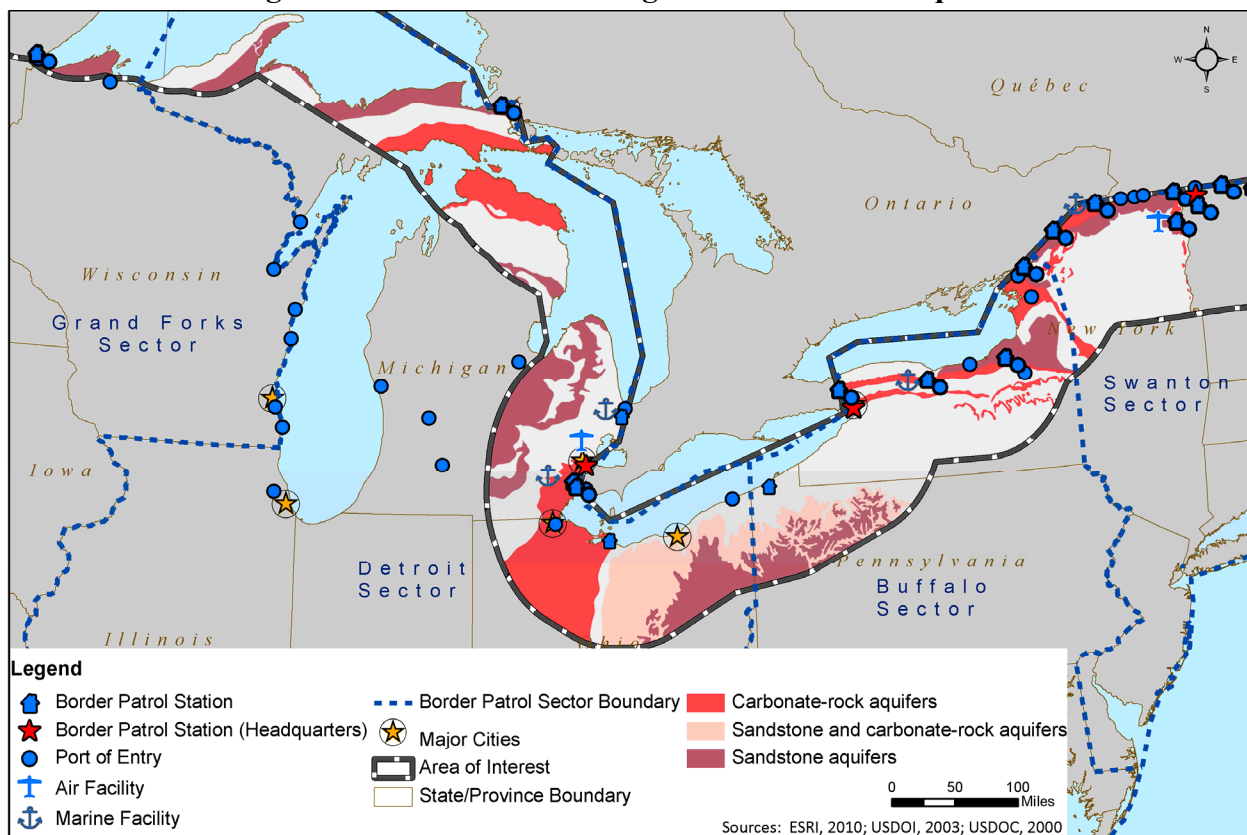 N
W E
S
Québec
Ontario
Wisconsin
Grand Forks
Sector
Michigan
New York
Swanton
Sector
Iowa
Detroit
Sector
Pennsylvania
Buffalo
Sector
Illinois
Ohio
Legend
Border Patrol Station
Border Patrol Station (Headquarters)
Port of Entry
Air Facility
Marine Facility
Border Patrol Sector Boundary
Major Cities
Area of Interest
State/Province Boundary
Carbonate-rock aquifers
Sandstone and carbonate-rock aquifers
Sandstone aquifers
0 50 100
Miles
Sources: ESRI, 2010; USDOI, 2003; USDOC, 2000